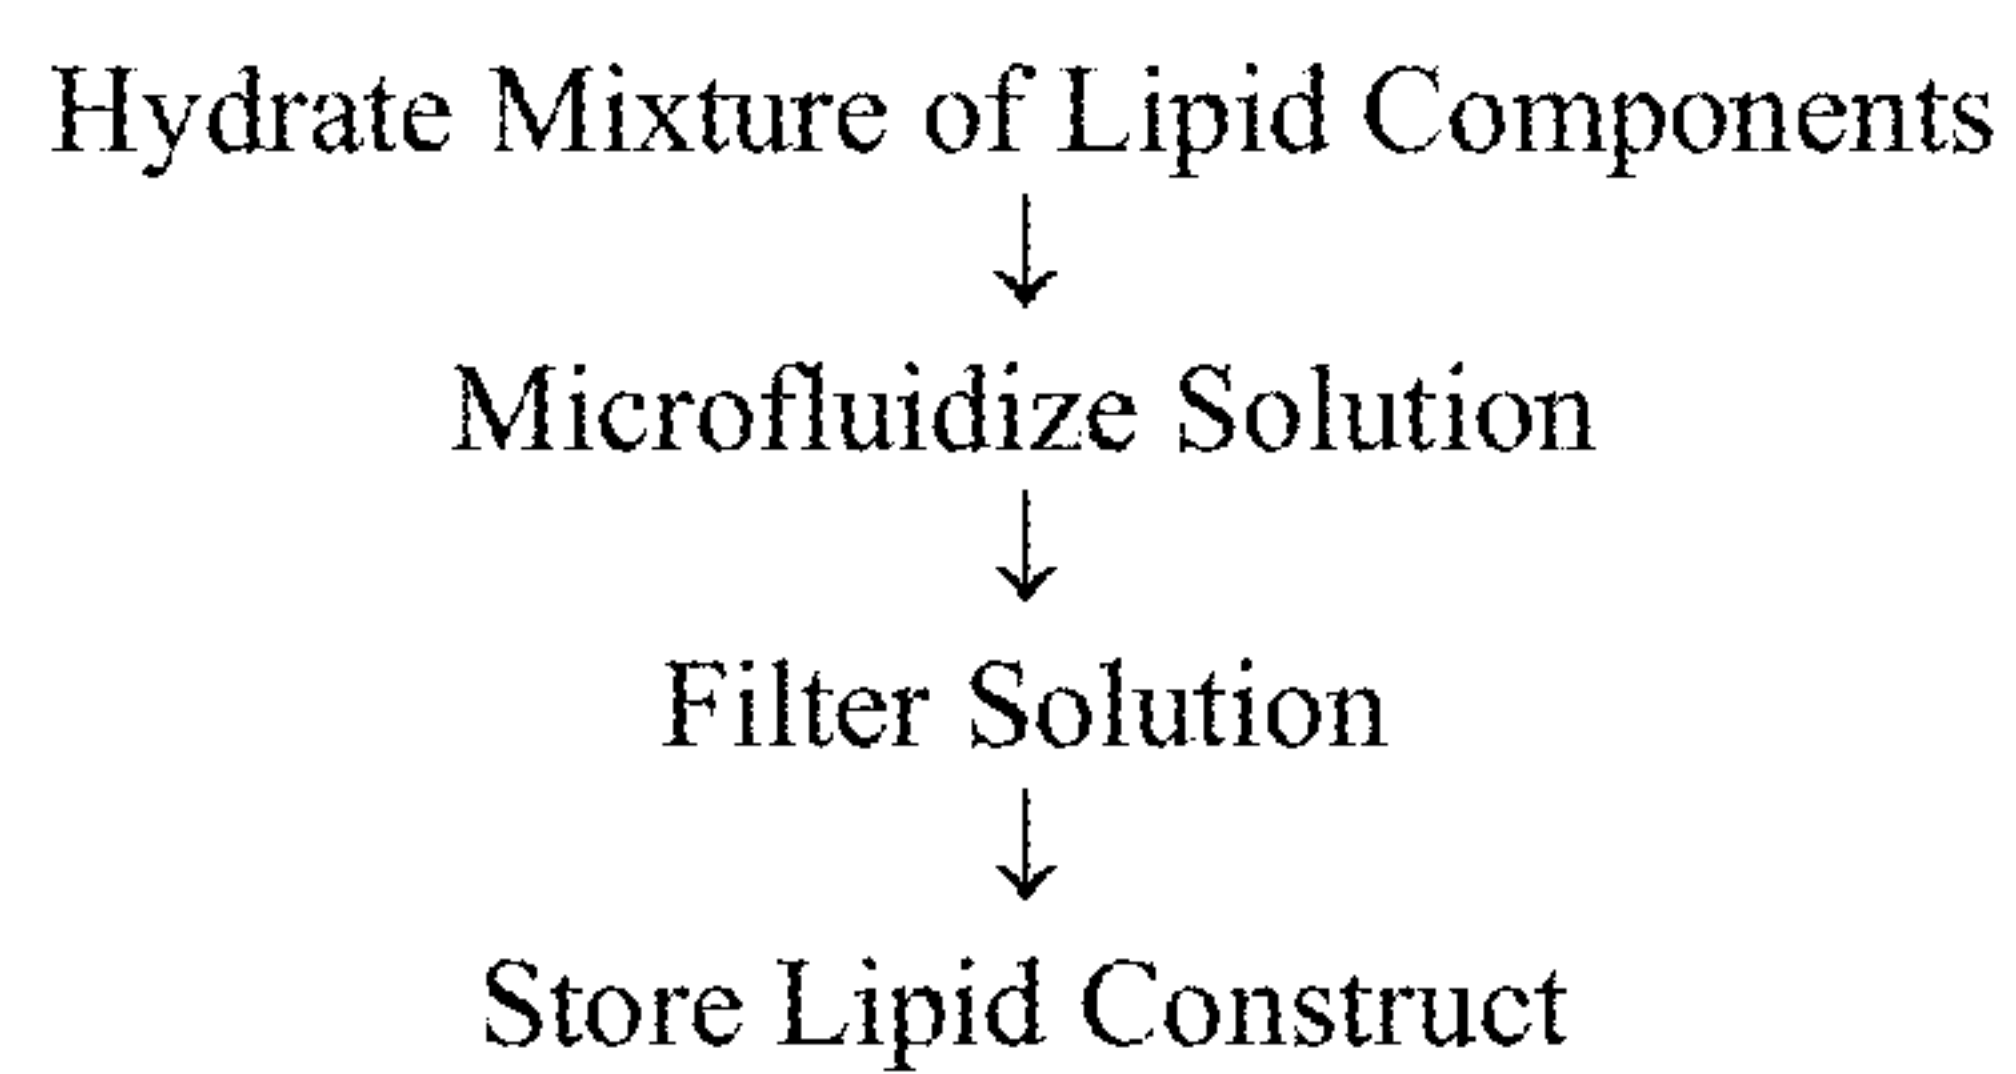 Hydrate Mixture of Lipid Components
Microfluidize Solution
Filter Solution
Store Lipid Construct